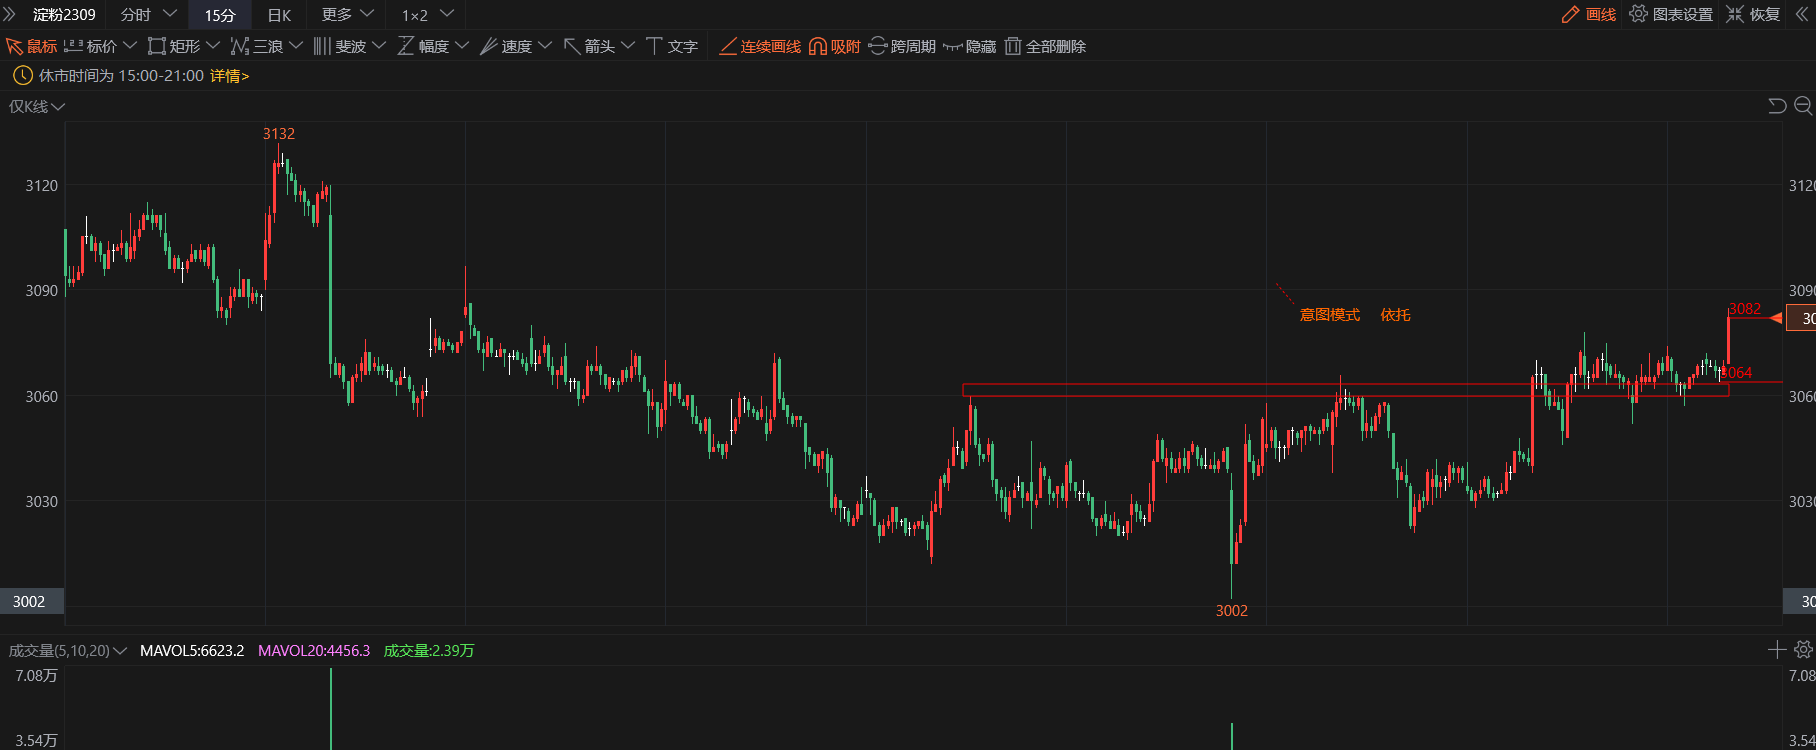 淀粉2309 分时 15分 日K 更多 1×2 画线 图表设置 恢复
鼠标 123 标价 矩形 三浪 斐波 幅度 速度 箭头 文字 连续画线 吸附 跨周期 隐藏 全部删除
休市时间为 15:00-21:00 详情>
仅K线
3132
3120 3120
3090 3090
3082
意图模式 依托 30
3064
3060 3060
3030 3030
3002 30
3002
成交量(5,10,20) MAVOL5:6623.2 MAVOL20:4456.3 成交量:2.39万
7.08万 7.08
3.54万 3.54